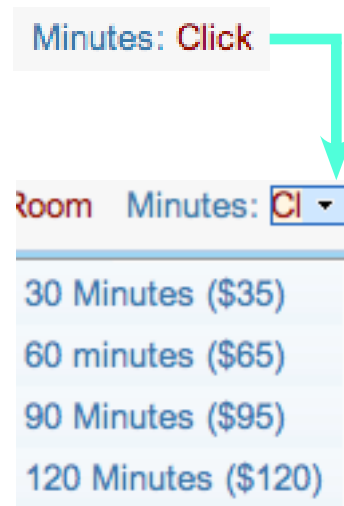 Minutes: Click
Room Minutes: Cl
30 Minutes ($35)
60 minutes ($65)
90 Minutes ($95)
120 Minutes ($120)